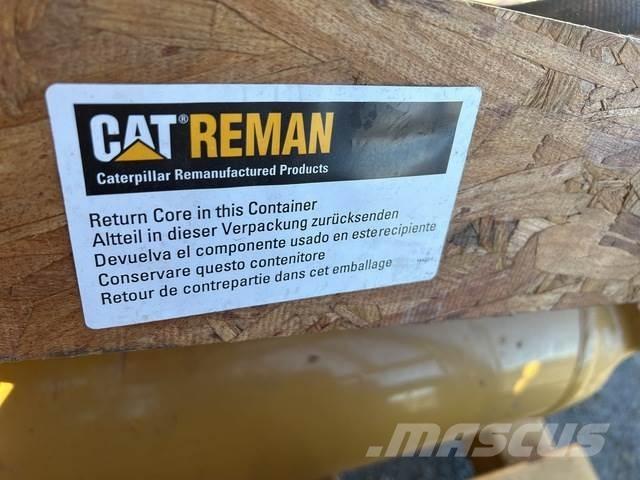 CAT® REMAN
Caterpillar Remanufactured Products
Return Core in this Container
Altteil in dieser Verpackung zurücksenden
Devuelva el componente usado en esterecipiente
Conservare questo contenitore
Retour de contrepartie dans cet emballage
.MASCUS